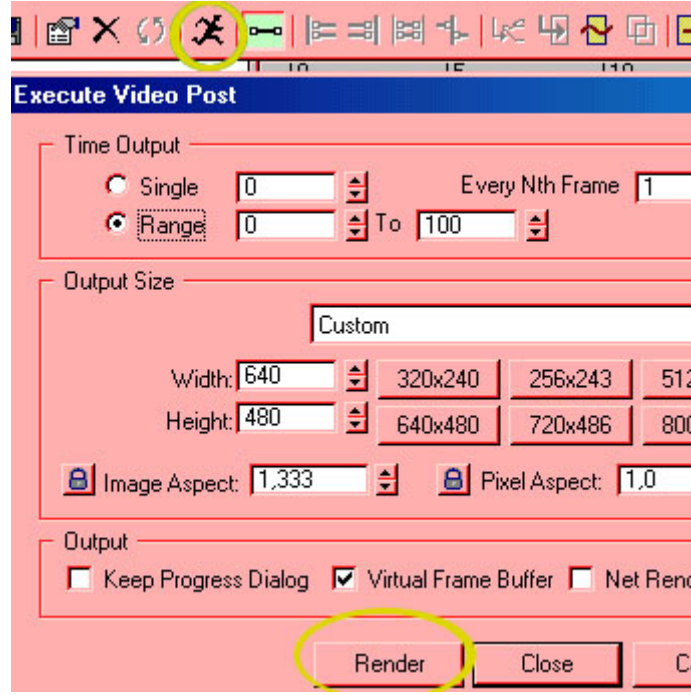 Execute Video Post
Time Output
Single 0 Every Nth Frame 1
Range 0 To 100
Output Size
Custom
Width: 640 320x240 256x243
Height: 480 640x480 720x486
Image Aspect: 1,333 Pixel Aspect: 1,0
Output
Keep Progress Dialog Virtual Frame Buffer Net
Render Close